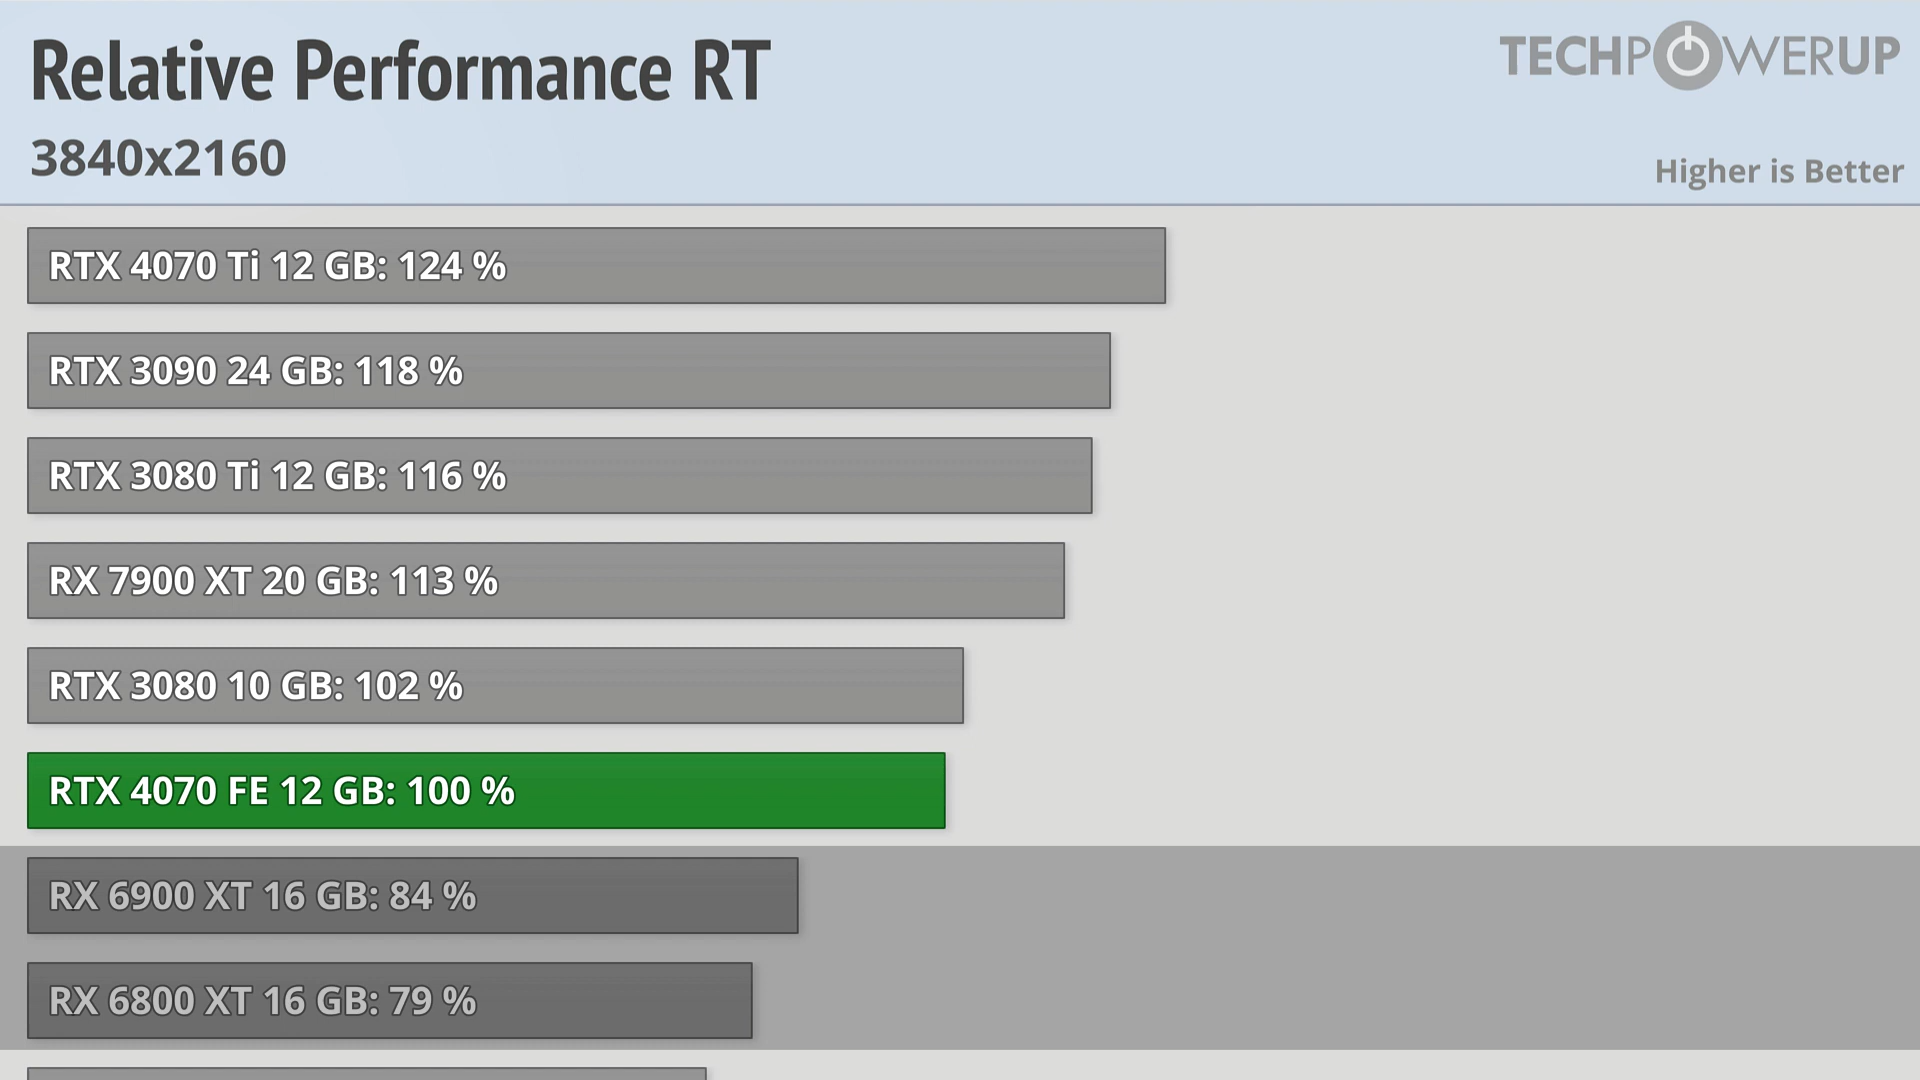 Relative Performance RT
TECHPOWERUP
3840x2160
Higher is Better
RTX 4070 Ti 12 GB: 124 %
RTX 3090 24 GB: 118 %
RTX 3080 Ti 12 GB: 116 %
RX 7900 XT 20 GB: 113 %
RTX 3080 10 GB: 102 %
RTX 4070 FE 12 GB: 100 %
RX 6900 XT 16 GB: 84 %
RX 6800 XT 16 GB: 79 %